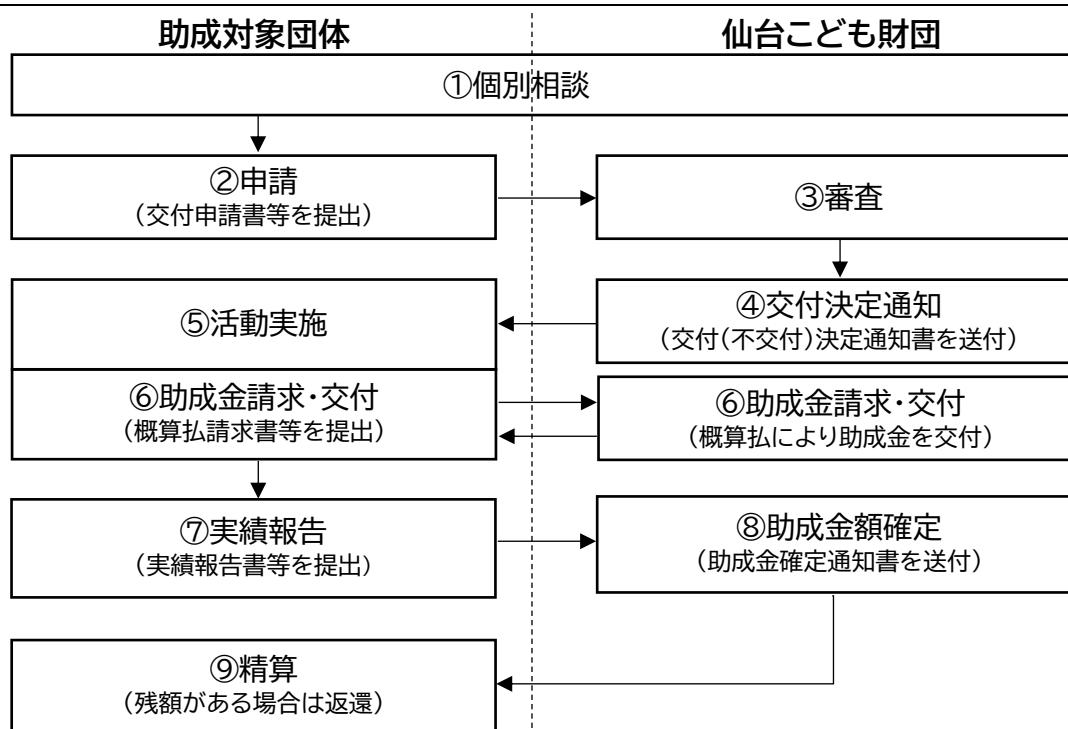 助成対象団体
仙台こども財団
①個別相談
②申請
（交付申請書等を提出）
③審査
④交付決定通知
（交付（不交付）決定通知書を送付）
⑤活動実施
⑥助成金請求・交付
（概算払請求書等を提出）
⑥助成金請求・交付
（概算払により助成金を交付）
⑦実績報告
（実績報告書等を提出）
⑧助成金額確定
（助成金確定通知書を送付）
⑨精算
（残額がある場合は返還）